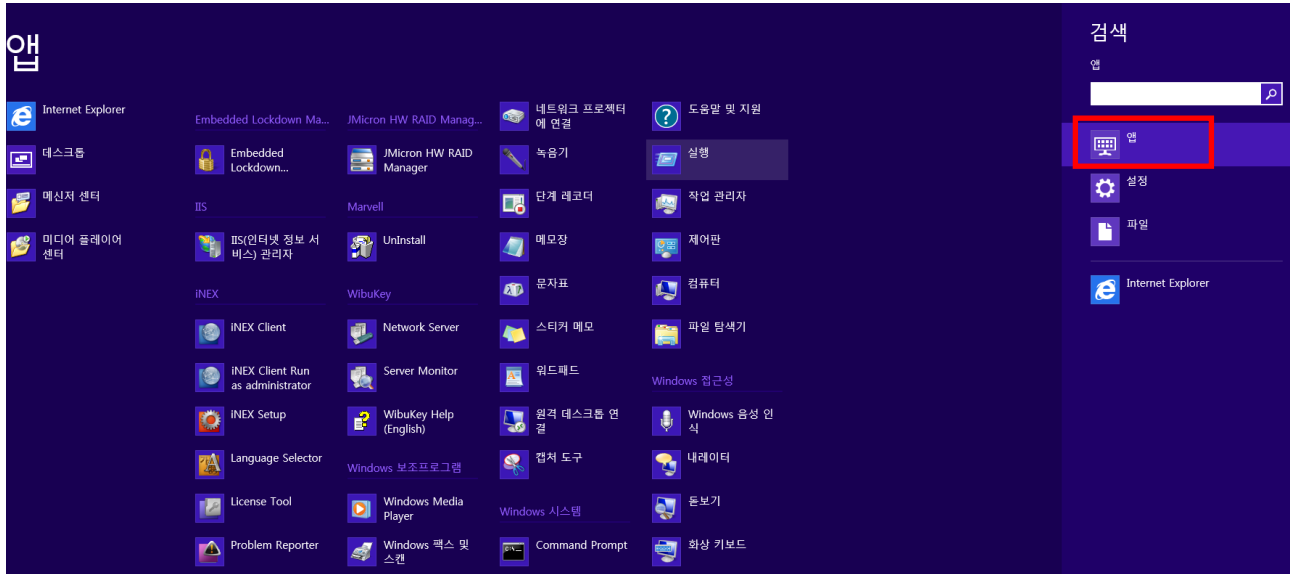 앱
Internet Explorer
데스크톱
메신저 센터
미디어 플레이어
센터
Embedded Lockdown Ma...
Embedded
Lockdown...
IIS
IIS(인터넷 정보 서
비스) 관리자
iNEX
iNEX Client
iNEX Client Run
as administrator
iNEX Setup
Language Selector
License Tool
Problem Reporter
JMicron HW RAID Manag...
JMicron HW RAID
Manager
Marvell
UnInstall
WibuKey
Network Server
Server Monitor
WibuKey Help
(English)
Windows 보조프로그램
Windows Media
Player
Windows 팩스 및
스캔
네트워크 프로젝터
에 연결
녹음기
단계 레코더
메모장
문자표
스티커 메모
워드패드
원격 데스크톱 연
결
캡처 도구
Windows 시스템
Command Prompt
도움말 및 지원
실행
작업 관리자
제어판
컴퓨터
파일 탐색기
Windows 접근성
Windows 음성 인
식
내레이터
돋보기
화상 키보드
검색
앱
앱
설정
파일
Internet Explorer